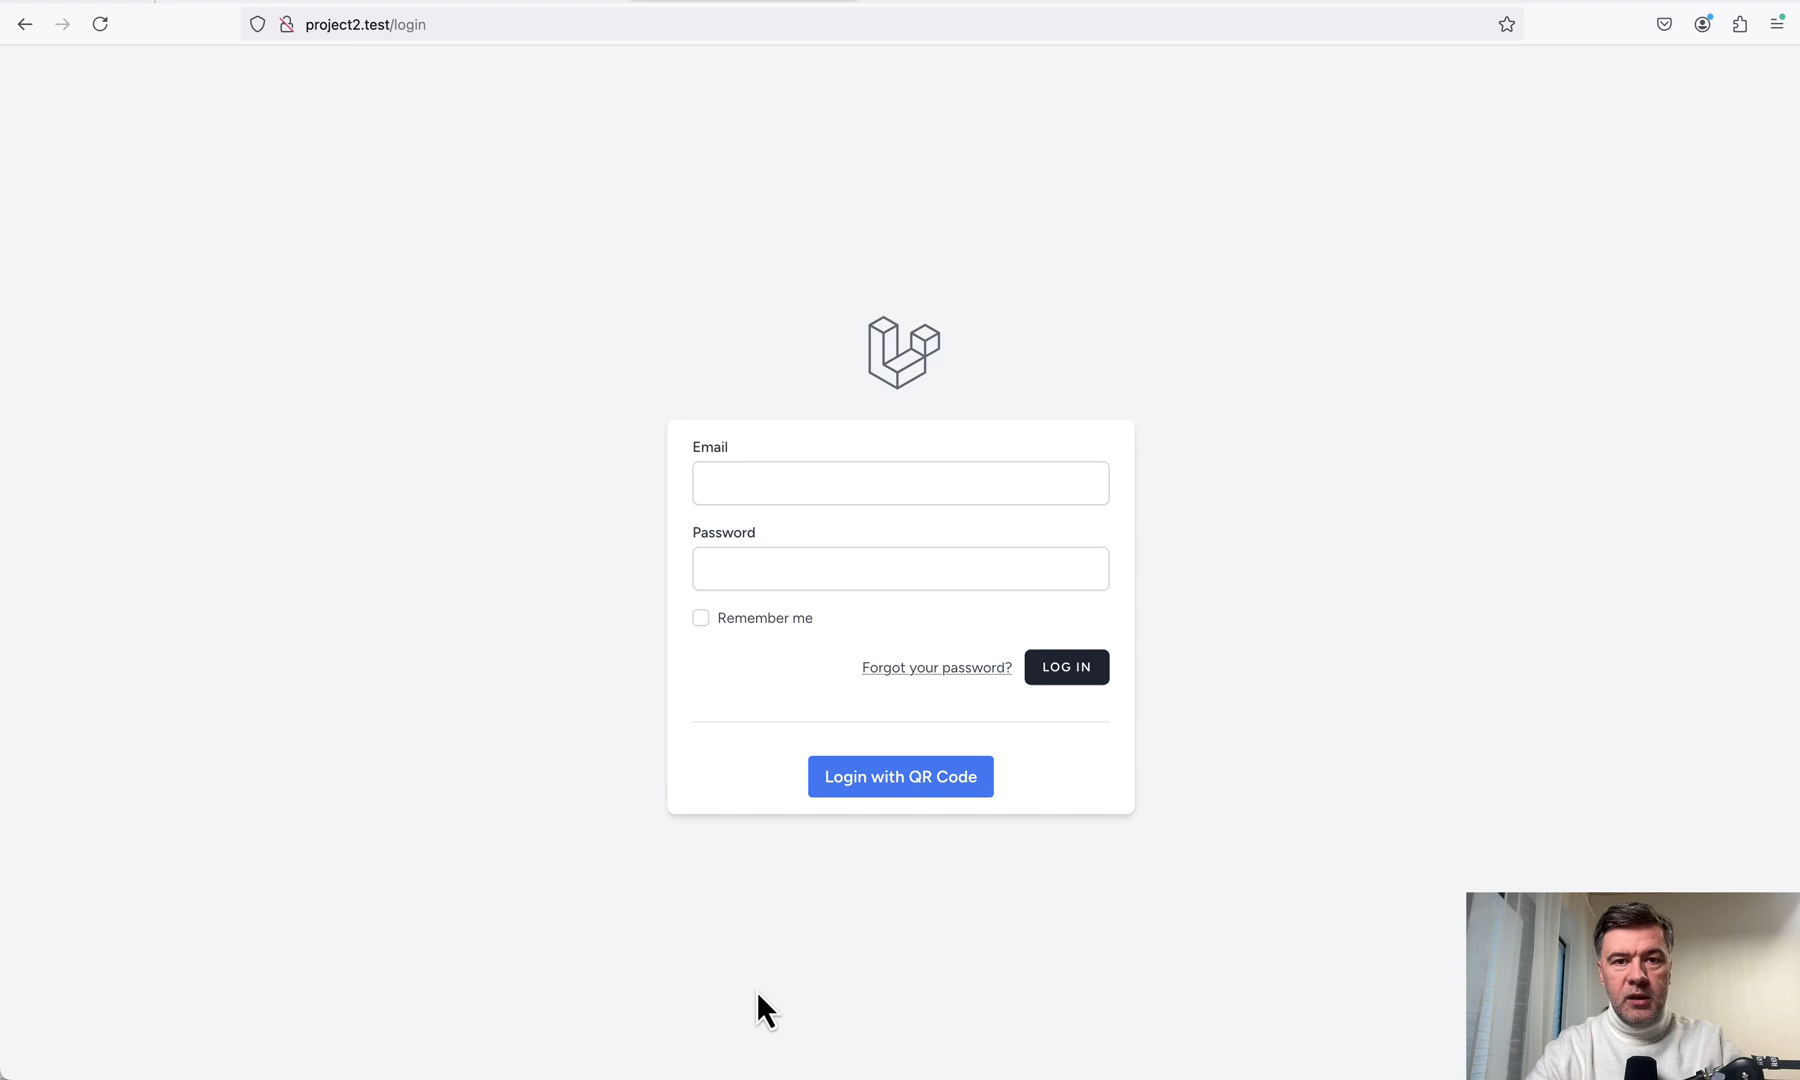 project2.test/login
Email
Password
Remember me
Forgot your password? LOG IN
Login with QR Code